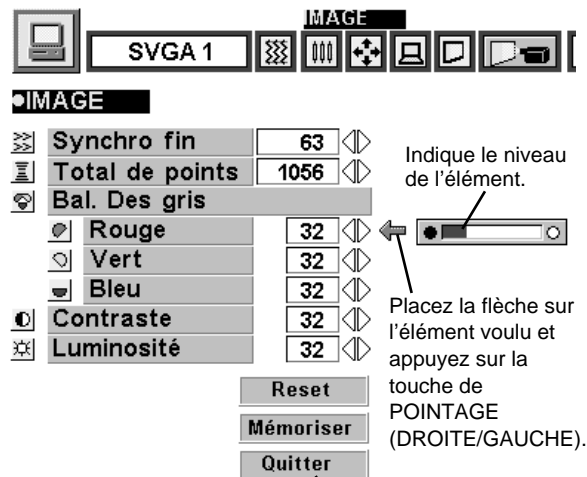 IMAGE
SVGA 1
●IMAGE
Synchro fin 63
Total de points 1056
Bal. Des gris
Rouge 32
Vert 32
Bleu 32
Contraste 32
Luminosité 32
Reset
Mémoriser
Quitter
Indique le niveau
de l'élément.
Placez la flèche sur
l'élément voulu et
appuyez sur la
touche de
POINTAGE
(DROITE/GAUCHE).